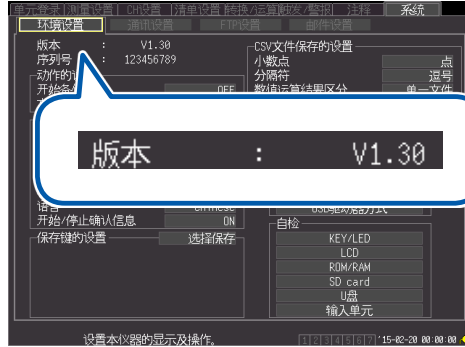 单元登录 测量设置 CH设置 清单设置 转换/运算 触发/警报 注释 系统
环境设置 通讯设置 FTP设置 邮件设置
版本 : V1.30
序列号 : 123456789
动作的设
开始备 OFF
CSV文件保存的设置
小数点 点
分隔符 逗号
数值运算结果区分 单一文件
版本 : V1.30
语言 Chinese
开始/停止确认信息 ON
保存键的设置 选择保存
USB驱动器方式
自检
KEY/LED
LCD
ROM/RAM
SD card
U盘
输入单元
设置本仪器的显示及操作。 1 2 3 4 5 6 7 '15-02-20 00:00:00